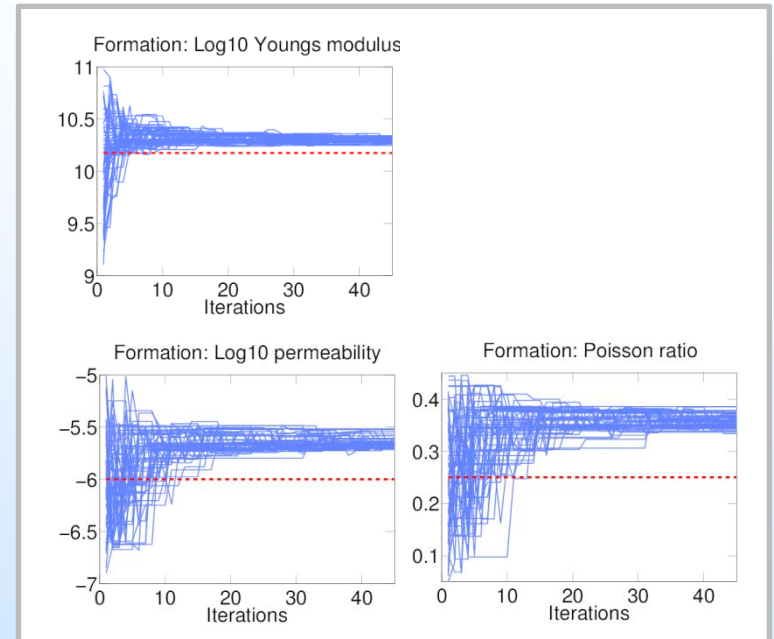 Formation: Log10 Youngs modulus
11
10.5
10
9.5
9
0 10 20 30 40
Iterations
Formation: Log10 permeability
-5
-5.5
-6
-6.5
-7
0 10 20 30 40
Iterations
Formation: Poisson ratio
0.4
0.3
0.2
0.1
0 10 20 30 40
Iterations